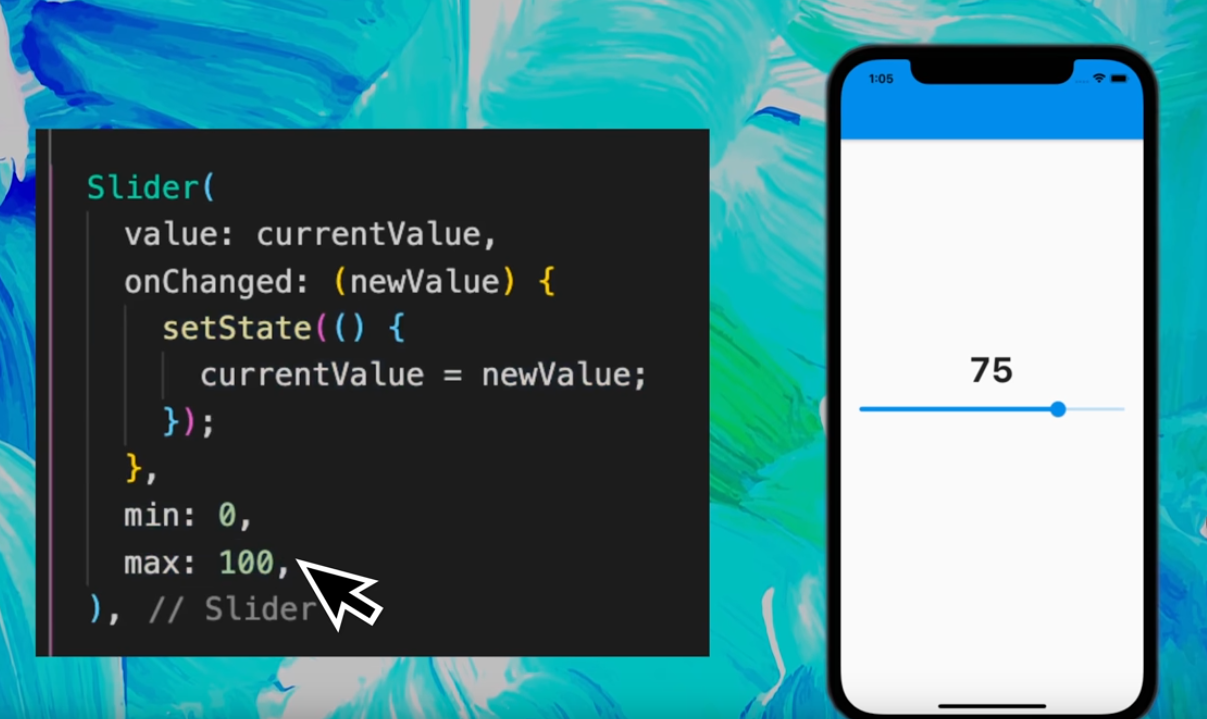 Slider(
value: currentValue,
onChanged: (newValue) {
setState(() {
currentValue = newValue;
});
},
min: 0,
max: 100,
), // Slider
1:05
75